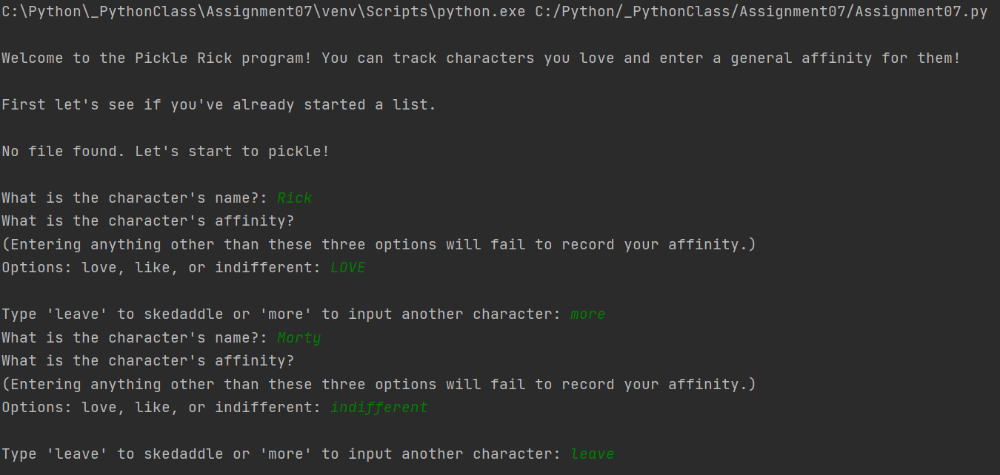 C:\Python\_PythonClass\Assignment07\venv\Scripts\python.exe C:/Python/_PythonClass/Assignment07/Assignment07.py
Welcome to the Pickle Rick program! You can track characters you love and enter a general affinity for them!
First let's see if you've already started a list.
No file found. Let's start to pickle!
What is the character's name?: Rick
What is the character's affinity?
(Entering anything other than these three options will fail to record your affinity.)
Options: love, like, or indifferent: LOVE
Type 'leave' to skedaddle or 'more' to input another character: more
What is the character's name?: Morty
What is the character's affinity?
(Entering anything other than these three options will fail to record your affinity.)
Options: love, like, or indifferent: indifferent
Type 'leave' to skedaddle or 'more' to input another character: leave